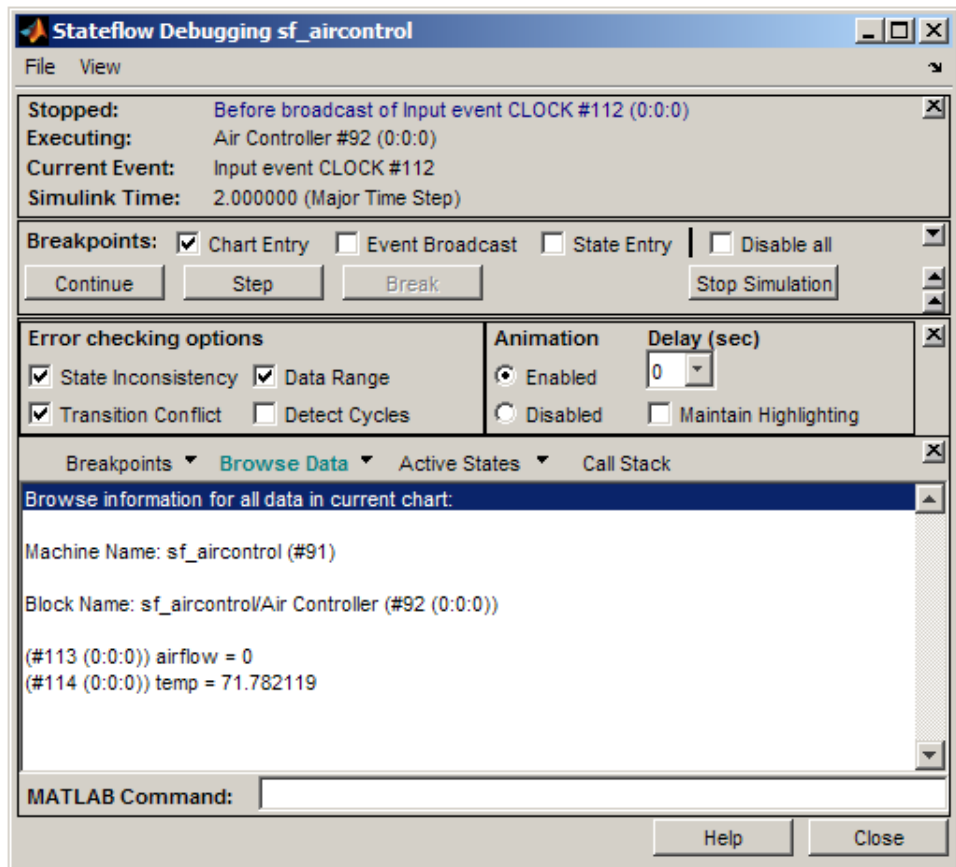 Stateflow Debugging sf_aircontrol
File View
Stopped: Before broadcast of Input event CLOCK #112 (0:0:0)
Executing: Air Controller #92 (0:0:0)
Current Event: Input event CLOCK #112
Simulink Time: 2.000000 (Major Time Step)
Breakpoints: Chart Entry Event Broadcast State Entry Disable all
Continue Step Break Stop Simulation
Error checking options Animation Delay (sec)
State Inconsistency Data Range Enabled 0
Transition Conflict Detect Cycles Disabled Maintain Highlighting
Breakpoints Browse Data Active States Call Stack
Browse information for all data in current chart:
Machine Name: sf_aircontrol (#91)
Block Name: sf_aircontrol/Air Controller (#92 (0:0:0))
(#113 (0:0:0)) airflow = 0
(#114 (0:0:0)) temp = 71.782119
MATLAB Command:
Help Close